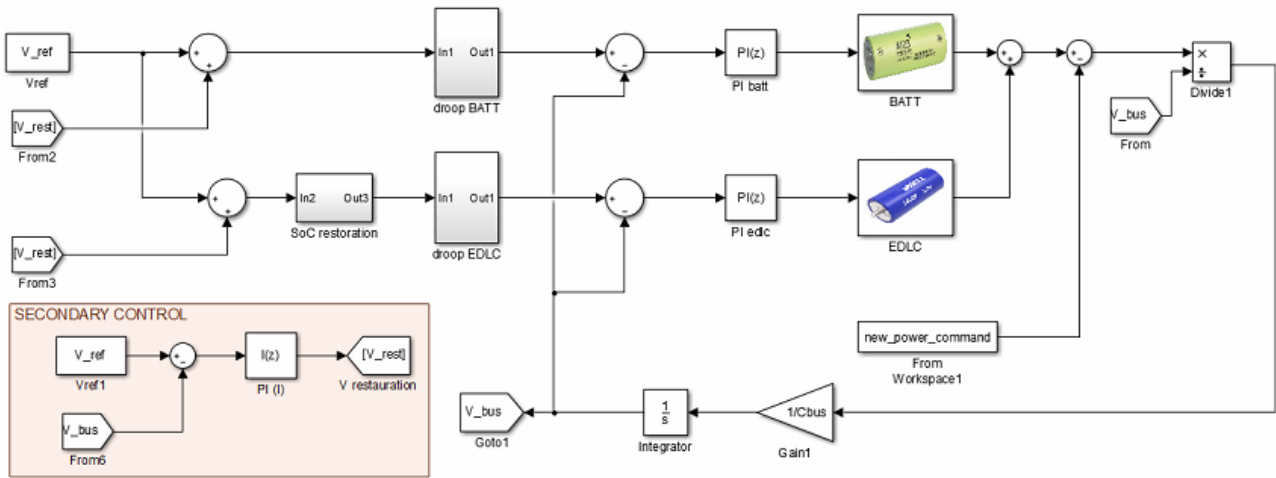 V_ref
Vref
[V_rest]
From2
[V_rest]
From3
In1 Out1
droop BATT
In2 Out3
SoC restoration
In1 Out1
droop EDLC
PI(z)
PI batt
PI(z)
PI edlc
BATT
EDLC
V_bus
From
Divide1
new_power_command
From
Workspace1
SECONDARY CONTROL
V_ref
Vref1
V_bus
From6
I(z)
PI (I)
[V_rest]
V restauration
V_bus
Goto1
1
s
Integrator
1/Cbus
Gain1